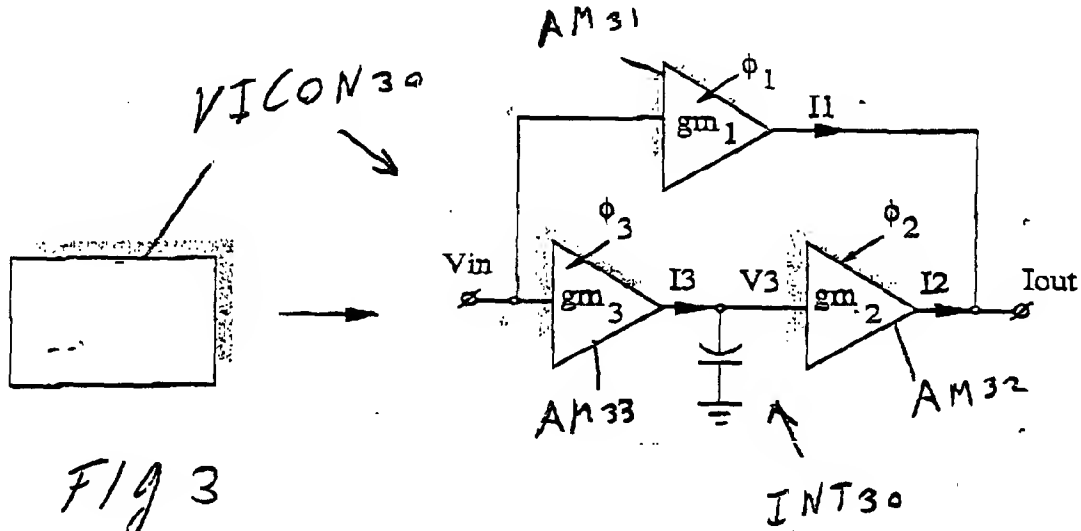 AM31
VICON30
ϕ1
gm1
I1
ϕ3
ϕ2
Vin
gm3
I3
V3
gm2
I2
Iout
AM33
AM32
INT30
FIg 3